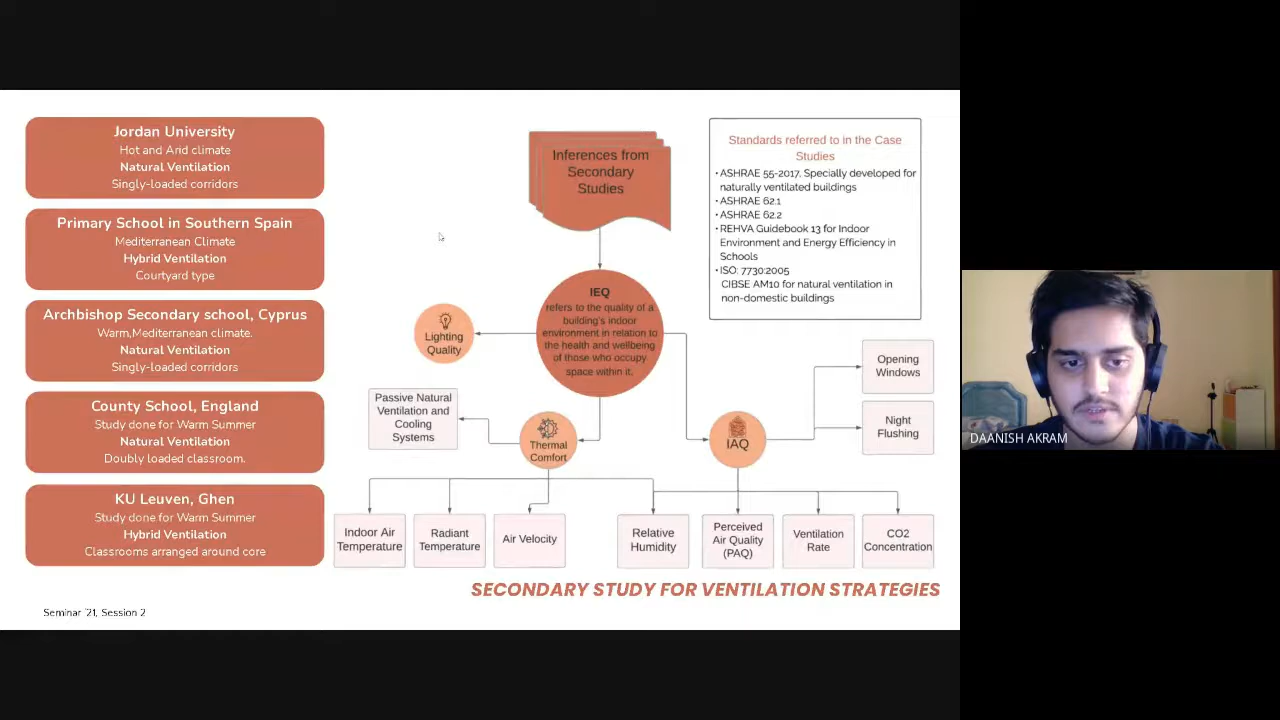 Jordan University
Hot and Arid climate
Natural Ventilation
Singly-loaded corridors
Primary School in Southern Spain
Mediterranean Climate
Hybrid Ventilation
Courtyard type
Archbishop Secondary school, Cyprus
Warm,Mediterranean climate.
Natural Ventilation
Singly-loaded corridors
County School, England
Study done for Warm Summer
Natural Ventilation
Doubly loaded classroom.
KU Leuven, Ghen
Study done for Warm Summer
Hybrid Ventilation
Classrooms arranged around core
Inferences from
Secondary
Studies
Standards referred to in the Case
Studies
• ASHRAE 55-2017, Specially developed for
naturally ventilated buildings
• ASHRAE 62.1
• ASHRAE 62.2
• REHVA Guidebook 13 for Indoor
Environment and Energy Efficiency in
Schools
• ISO: 7730:2005
CIBSE AM10 for natural ventilation in
non-domestic buildings
IEQ
refers to the quality of a
building's indoor
environment in relation to
the health and wellbeing
of those who occupy
space within it.
Lighting
Quality
Passive Natural
Ventilation and
Cooling
Systems
Thermal
Comfort
IAQ
Opening
Windows
Night
Flushing
Indoor Air
Temperature
Radiant
Temperature
Air Velocity
Relative
Humidity
Perceived
Air Quality
(PAQ)
Ventilation
Rate
CO2
Concentration
SECONDARY STUDY FOR VENTILATION STRATEGIES
Seminar '21, Session 2
DAANISH AKRAM